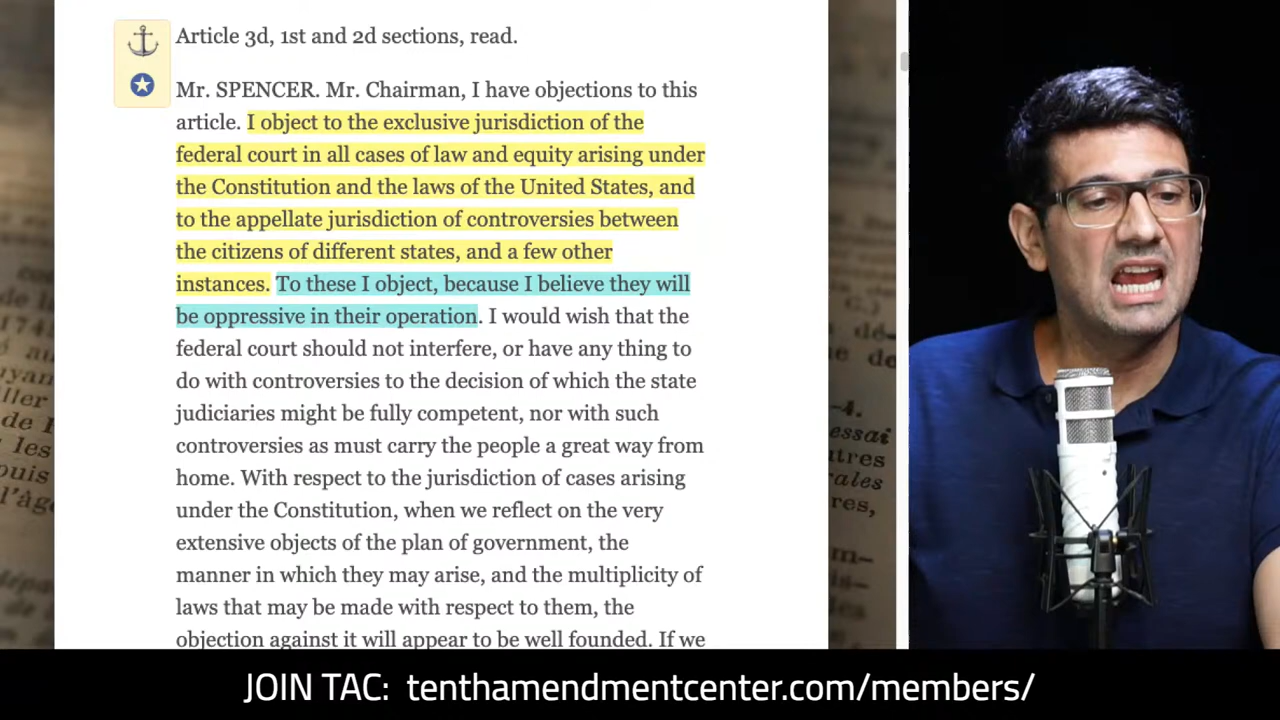 Article 3d, 1st and 2d sections, read.
Mr. SPENCER. Mr. Chairman, I have objections to this
article. I object to the exclusive jurisdiction of the
federal court in all cases of law and equity arising under
the Constitution and the laws of the United States, and
to the appellate jurisdiction of controversies between
the citizens of different states, and a few other
instances. To these I object, because I believe they will
be oppressive in their operation. I would wish that the
federal court should not interfere, or have any thing to
do with controversies to the decision of which the state
judiciaries might be fully competent, nor with such
controversies as must carry the people a great way from
home. With respect to the jurisdiction of cases arising
under the Constitution, when we reflect on the very
extensive objects of the plan of government, the
manner in which they may arise, and the multiplicity of
laws that may be made with respect to them, the
objection against it will appear to be well founded. If we
JOIN TAC: tenthamendmentcenter.com/members/